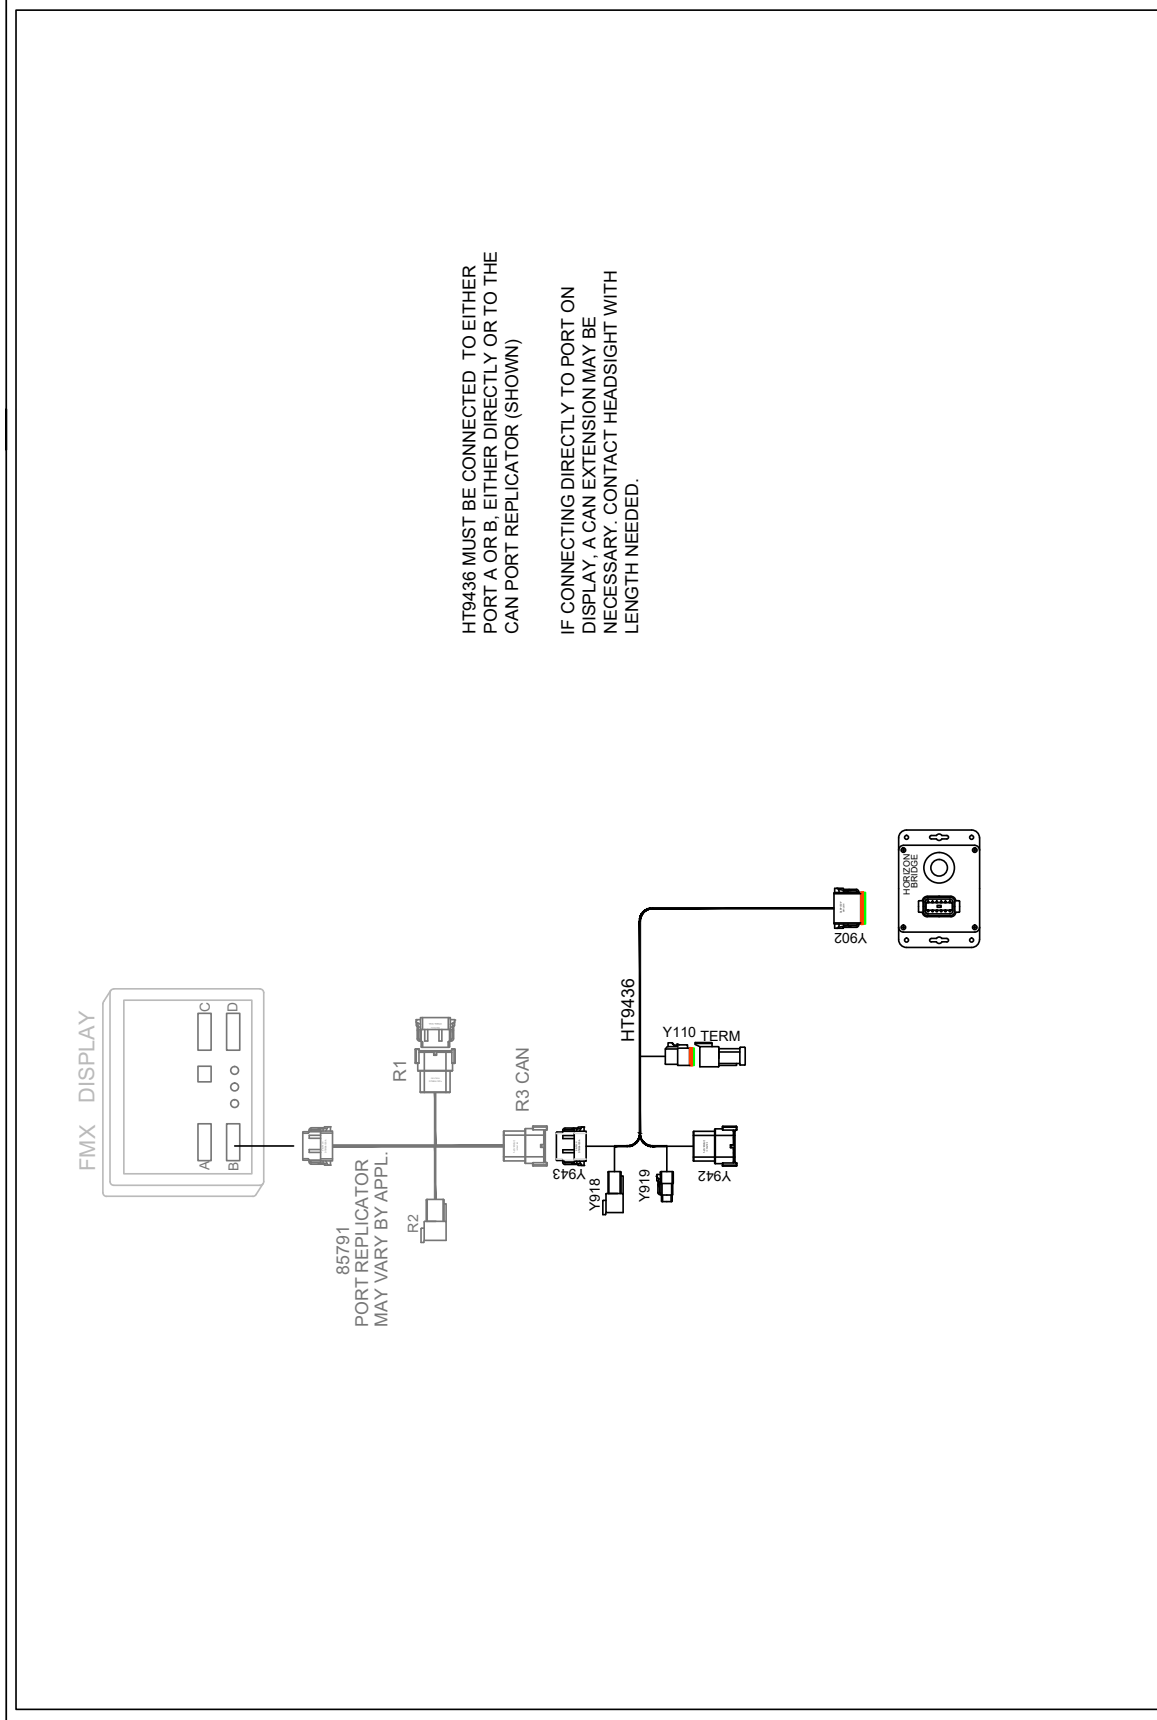 FMX DISPLAY
A
B
C
D
85791
PORT REPLICATOR
MAY VARY BY APPL.
R1
R2
R3 CAN
Y943
Y918
Y919
Y942
HT9436
Y110
TERM
Y902
HORIZON
BRIDGE
HT9436 MUST BE CONNECTED TO EITHER
PORT A OR B, EITHER DIRECTLY OR TO THE
CAN PORT REPLICATOR (SHOWN)
IF CONNECTING DIRECTLY TO PORT ON
DISPLAY, A CAN EXTENSION MAY BE
NECESSARY. CONTACT HEADSIGHT WITH
LENGTH NEEDED.